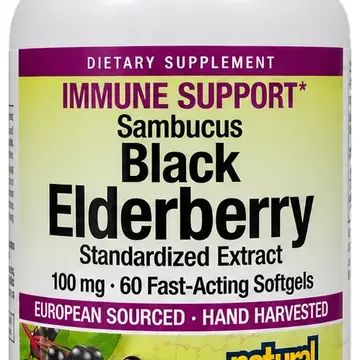 DIETARY SUPPLEMENT
IMMUNE SUPPORT*
Sambucus
Black
Elderberry
Standardized Extract
100 mg · 60 Fast-Acting Softgels
EUROPEAN SOURCED · HAND HARVESTED
natural